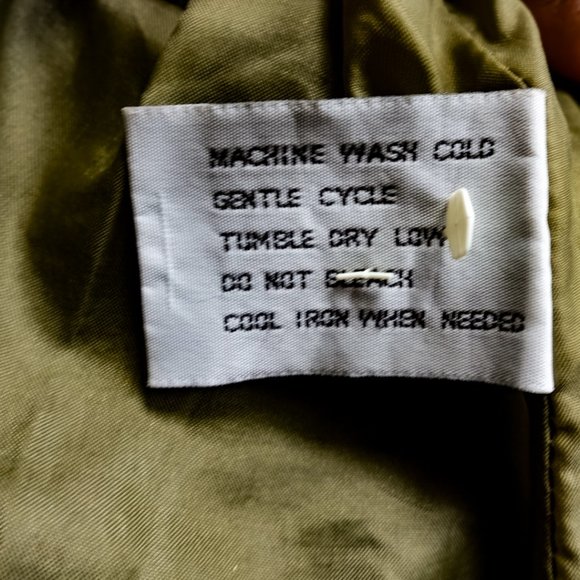 MACHINE WASH COLD
GENTLE CYCLE
TUMBLE DRY LOW
DO NOT BLEACH
COOL IRON WHEN NEEDED